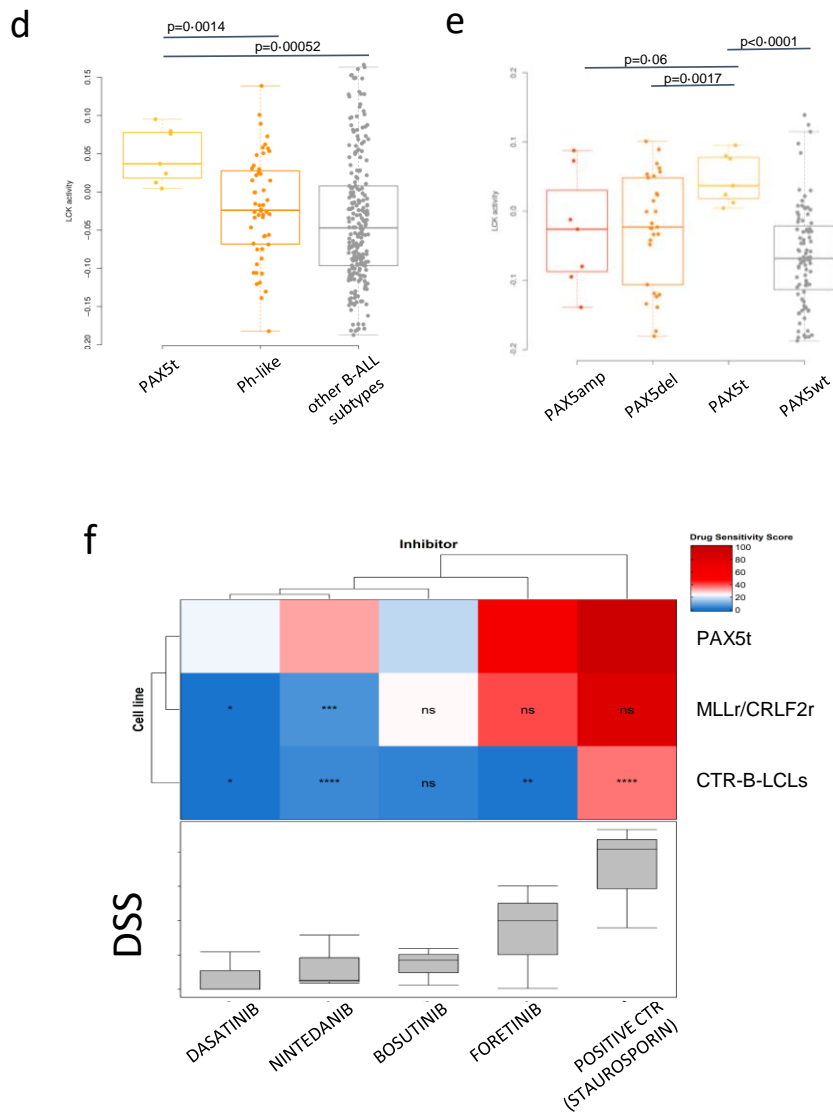 d
p=0·0014
p=0·00052
LCK activity
0.15
0.10
0.05
0.00
−0.05
−0.10
−0.15
0.20
PAX5t
Ph-like
other B-ALL
subtypes
e
p<0·0001
p=0·06
p=0·0017
LCK activity
0.2
0.1
0.0
-0.1
-0.2
PAX5amp
PAX5del
PAX5t
PAX5wt
f
Inhibitor
Drug Sensitivity Score
100
80
60
40
20
0
Cell line
PAX5t
* *** ns ns ns
MLLr/CRLF2r
* **** ns ** ****
CTR-B-LCLs
DSS
DASATINIB
NINTEDANIB
BOSUTINIB
FORETINIB
POSITIVE CTR
(STAUROSPORIN)